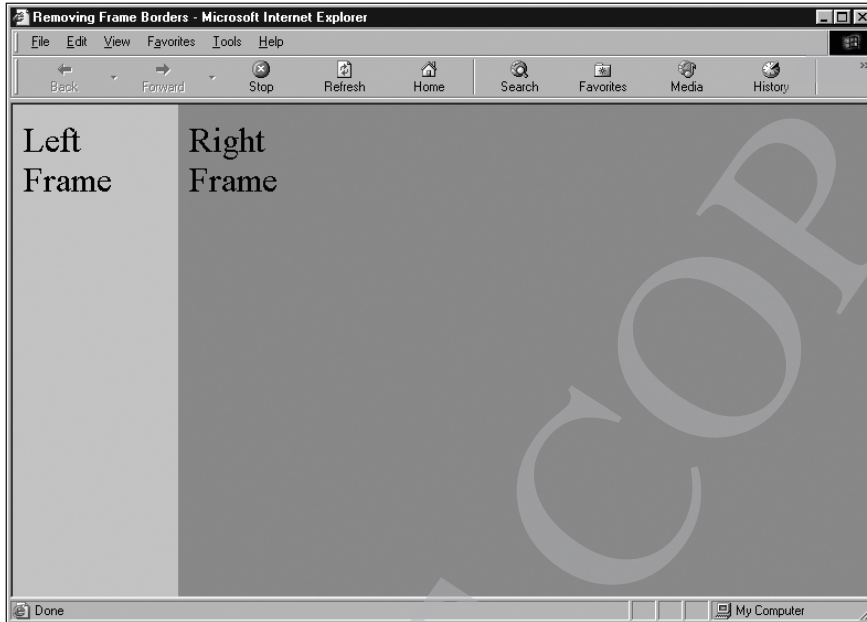 Removing Frame Borders - Microsoft Internet Explorer
File Edit View Favorites Tools Help
Back Forward Stop Refresh Home Search Favorites Media History »
Left Right
Frame Frame
COP
Done My Computer